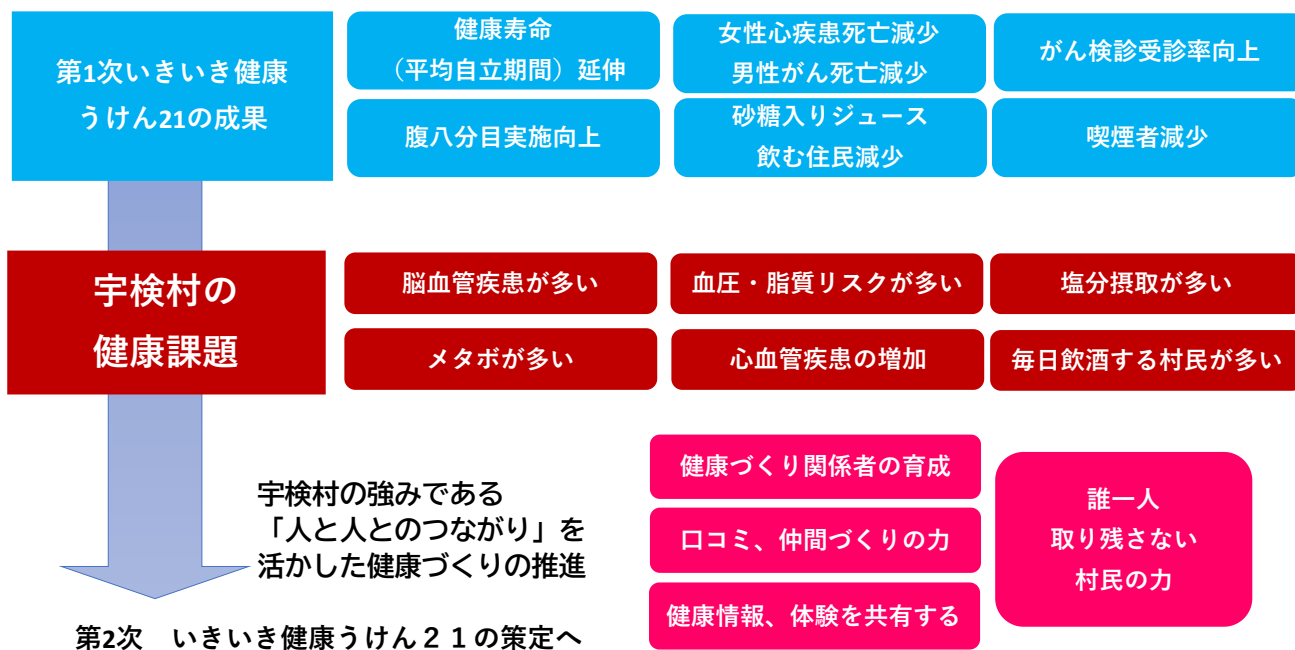 第1次いきいき健康
うけん21の成果
健康寿命
（平均自立期間）延伸
女性心疾患死亡減少
男性がん死亡減少
がん検診受診率向上
腹八分目実施向上
砂糖入りジュース
飲む住民減少
喫煙者減少
宇検村の
健康課題
脳血管疾患が多い
血圧・脂質リスクが多い
塩分摂取が多い
メタボが多い
心血管疾患の増加
毎日飲酒する村民が多い
宇検村の強みである
「人と人とのつながり」を
活かした健康づくりの推進
健康づくり関係者の育成
口コミ、仲間づくりの力
健康情報、体験を共有する
誰一人
取り残さない
村民の力
第2次　いきいき健康うけん２１の策定へ